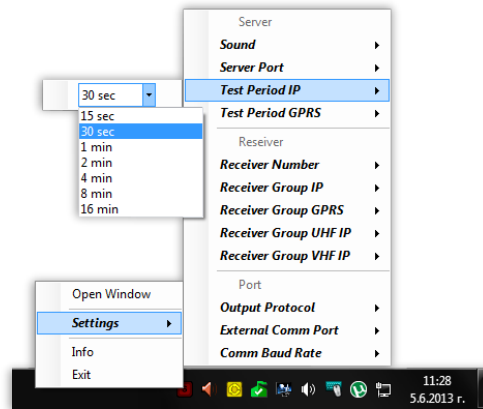 Server
Sound
Server Port
Test Period IP
Test Period GPRS
Reseiver
Receiver Number
Receiver Group IP
Receiver Group GPRS
Receiver Group UHF IP
Receiver Group VHF IP
Port
Output Protocol
External Comm Port
Comm Baud Rate
30 sec
15 sec
30 sec
1 min
2 min
4 min
8 min
16 min
Open Window
Settings
Info
Exit
11:28
5.6.2013 г.